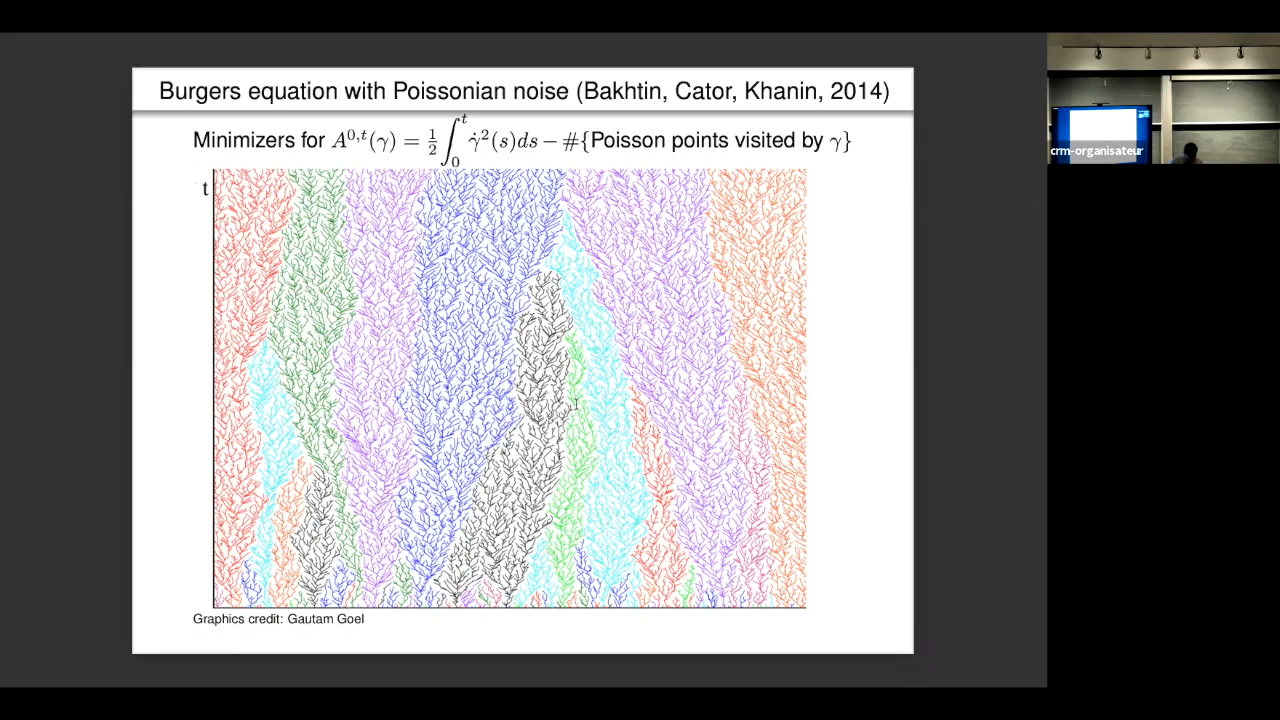 Burgers equation with Poissonian noise (Bakhtin, Cator, Khanin, 2014)
Minimizers for $A^{0,t}(\gamma) = \frac{1}{2}\int_0^t \dot{\gamma}^2(s)ds - \#\{$Poisson points visited by $\gamma\}$
t
Graphics credit: Gautam Goel
crm-organisateur